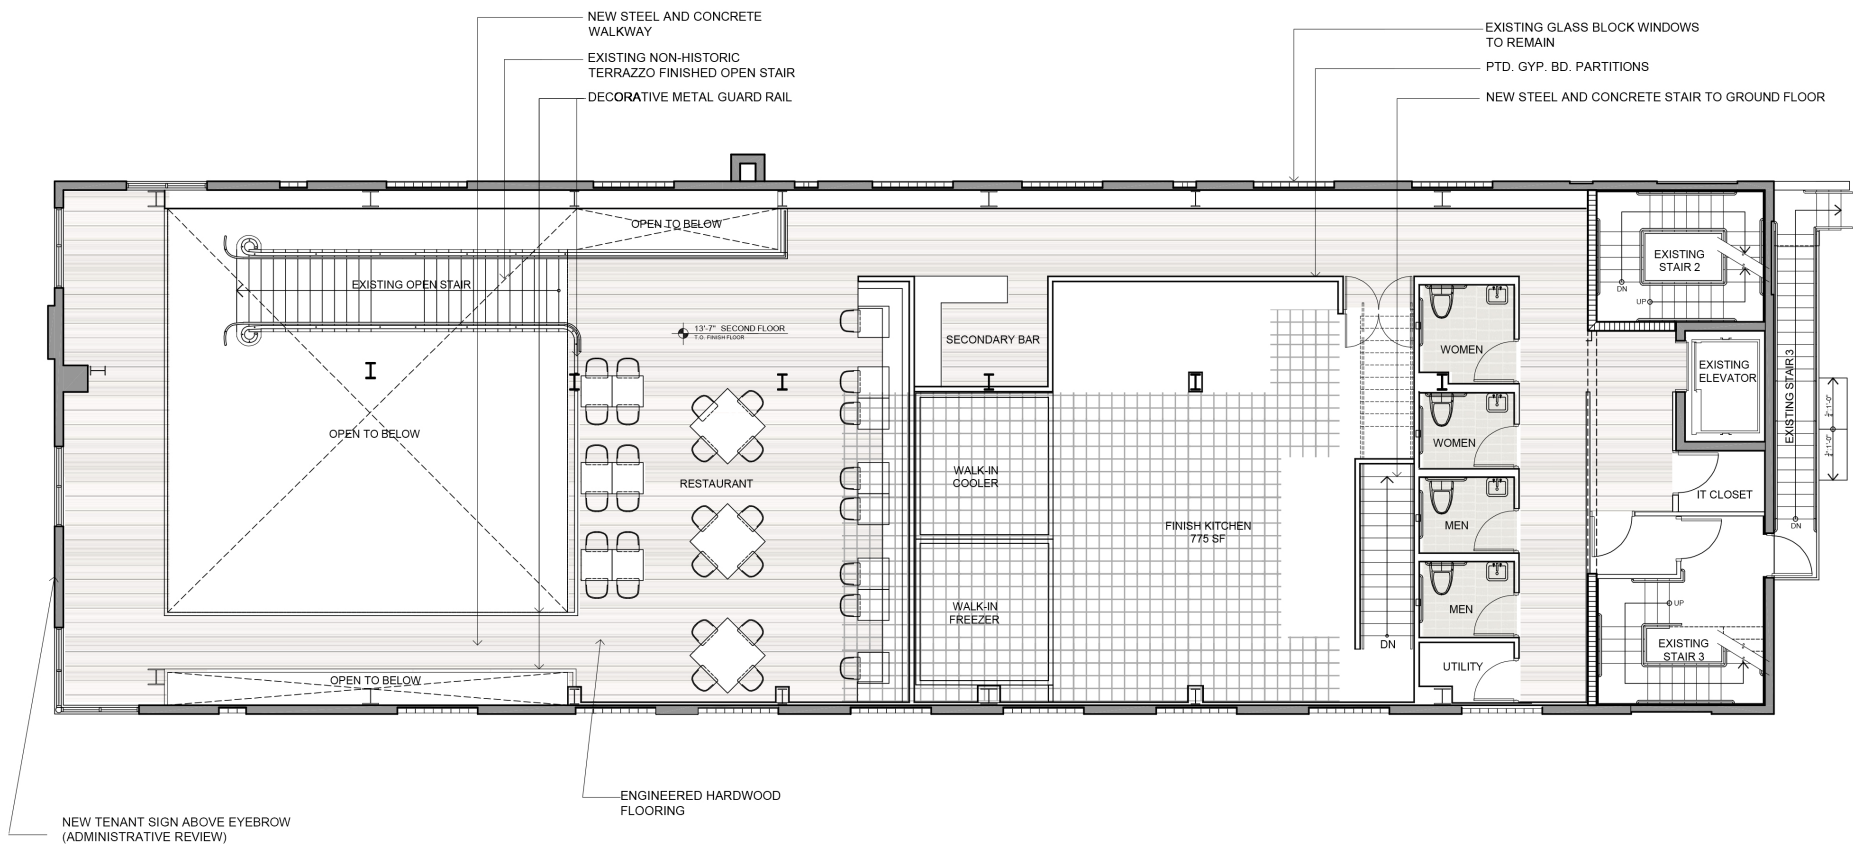 NEW STEEL AND CONCRETE
WALKWAY
EXISTING NON-HISTORIC
TERRAZZO FINISHED OPEN STAIR
DECORATIVE METAL GUARD RAIL
EXISTING GLASS BLOCK WINDOWS
TO REMAIN
PTD. GYP. BD. PARTITIONS
NEW STEEL AND CONCRETE STAIR TO GROUND FLOOR
OPEN TO BELOW
EXISTING OPEN STAIR
13'-7" SECOND FLOOR
T.O. FINISH FLOOR
OPEN TO BELOW
RESTAURANT
OPEN TO BELOW
SECONDARY BAR
WALK-IN
COOLER
WALK-IN
FREEZER
FINISH KITCHEN
775 SF
DN
WOMEN
WOMEN
MEN
MEN
UTILITY
EXISTING
STAIR 2
DN
UP
EXISTING
ELEVATOR
IT CLOSET
UP
EXISTING
STAIR 3
EXISTING STAIR 3
DN
1'-0"
1'-0"
ENGINEERED HARDWOOD
FLOORING
NEW TENANT SIGN ABOVE EYEBROW
(ADMINISTRATIVE REVIEW)